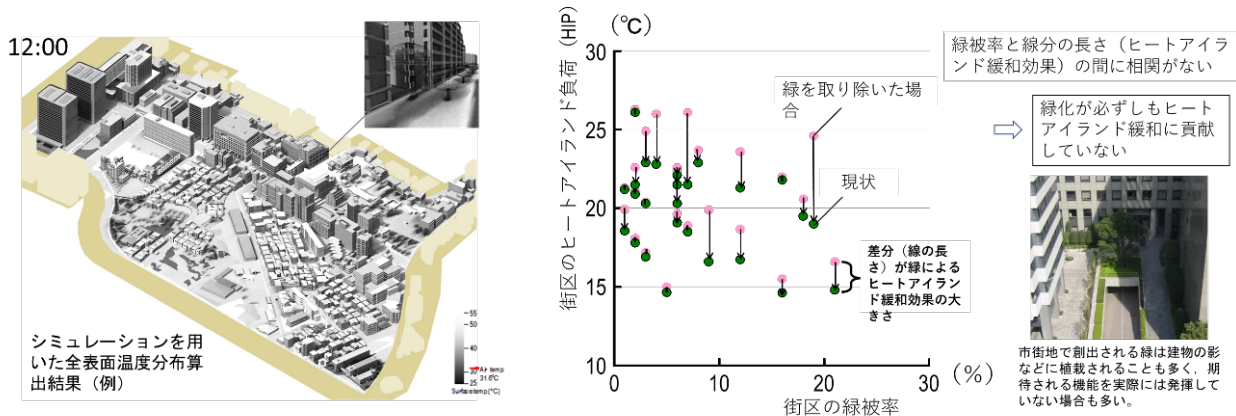 12:00
シミュレーションを用
いた全表面温度分布算
出結果（例）
55
50
40
30
25
Air temp.
31.6℃
Surface temp.(℃)
街区のヒートアイランド負荷（HIP）
（℃）
30
25
20
15
10
0
10
20
30
（%）
街区の緑被率
緑を取り除いた場
合
現状
差分（線の長
さ）が緑による
ヒートアイラン
ド緩和効果の大
きさ
緑被率と線分の長さ（ヒートアイラ
ンド緩和効果）の間に相関がない
緑化が必ずしもヒート
アイランド緩和に貢献
していない
市街地で創出される緑は建物の影
などに植栽されることも多く，期
待される機能を実際には発揮して
いない場合も多い。